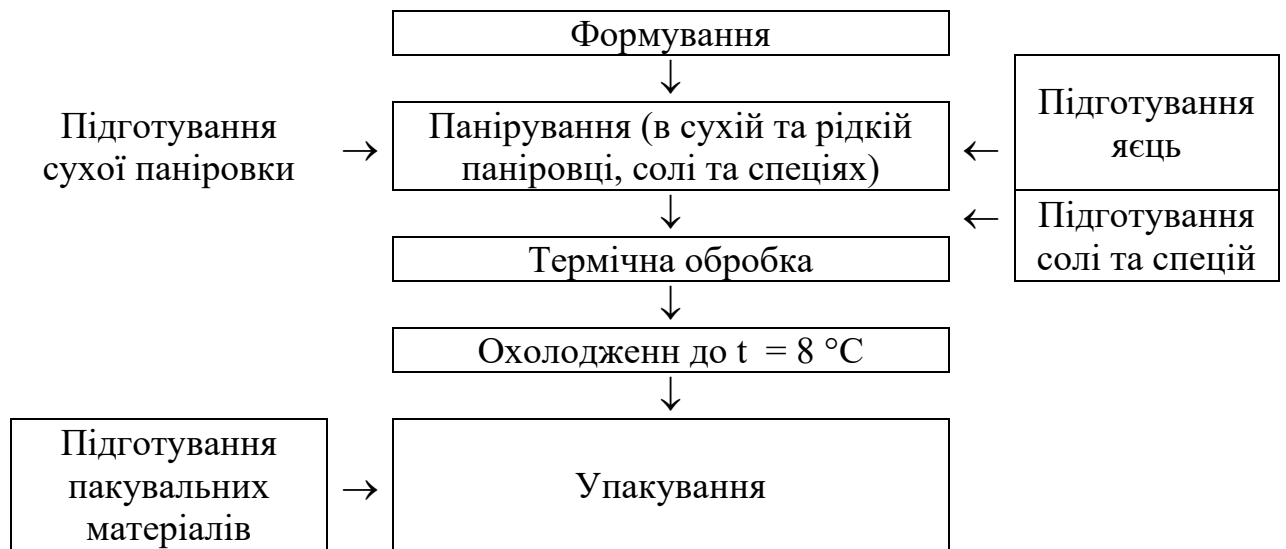 Формування
↓
Підготування
сухої паніровки
→
Панірування (в сухій та рідкій
паніровці, солі та спеціях)
←
Підготування
яєць
↓
←
Підготування
солі та спецій
Термічна обробка
↓
Охолодженн до t = 8 °C
↓
Підготування
пакувальних
матеріалів
→
Упакування